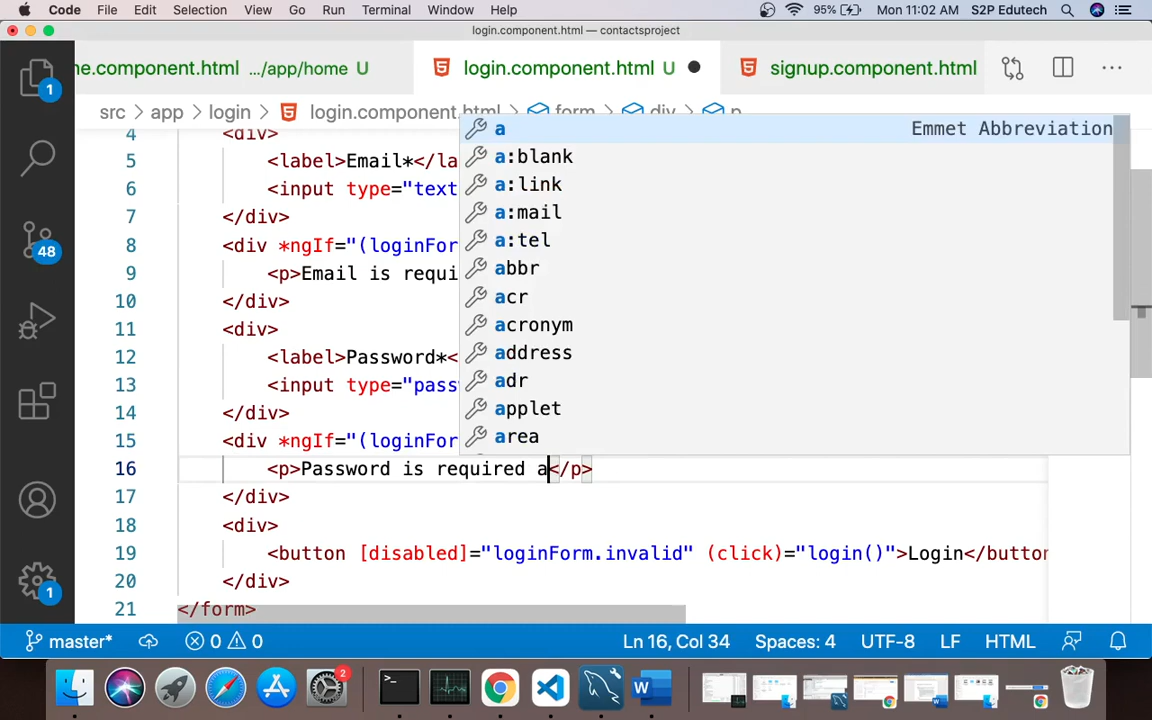 Code File Edit Selection View Go Run Terminal Window Help 95% Mon 11:02 AM S2P Edutech
login.component.html — contactsproject
me.component.html .../app/home U login.component.html U signup.component.html
src > app > login > login.component.html > form > div > p
4 <div>
5 <label>Email*</la
6 <input type="text
7 </div>
8 <div *ngIf="(loginFor
9 <p>Email is requi
10 </div>
11 <div>
12 <label>Password*<
13 <input type="pass
14 </div>
15 <div *ngIf="(loginFor
16 <p>Password is required a</p>
17 </div>
18 <div>
19 <button [disabled]="loginForm.invalid" (click)="login()">Login</button
20 </div>
21 </form>
a Emmet Abbreviation
a:blank
a:link
a:mail
a:tel
abbr
acr
acronym
address
adr
applet
area
1
48
1
master* 0 0 Ln 16, Col 34 Spaces: 4 UTF-8 LF HTML
2
W